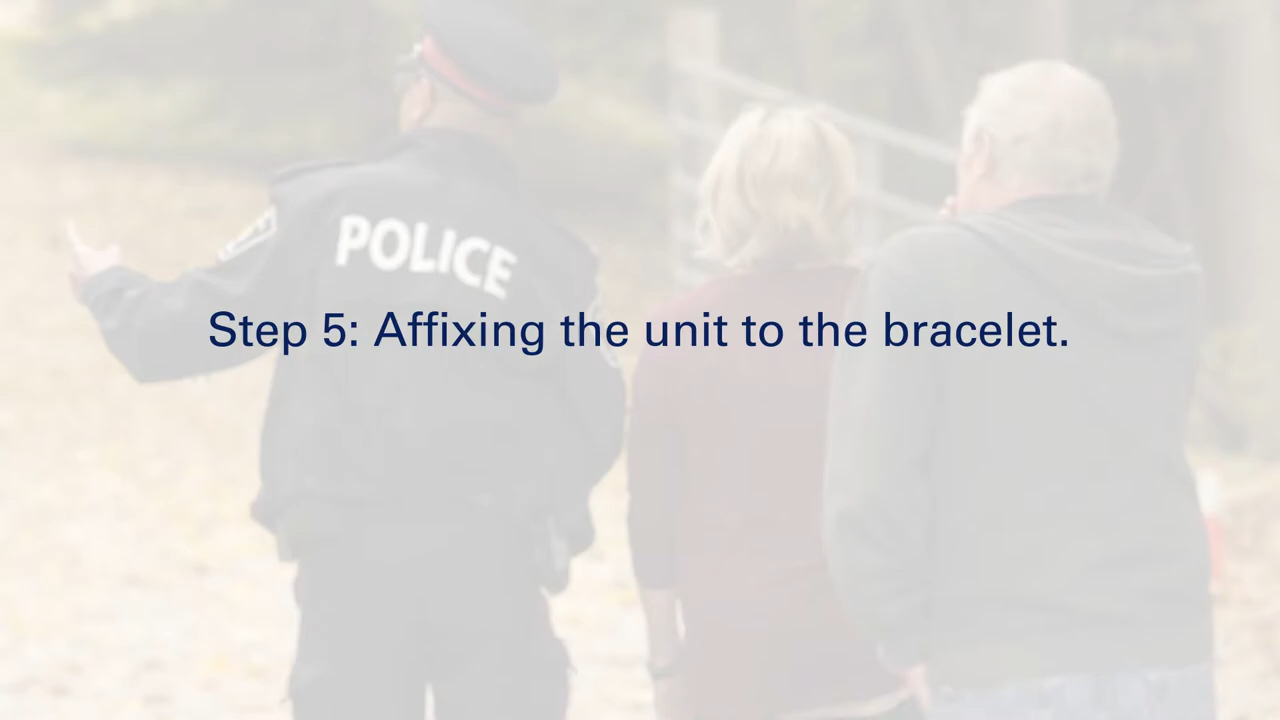 POLICE
Step 5: Affixing the unit to the bracelet.